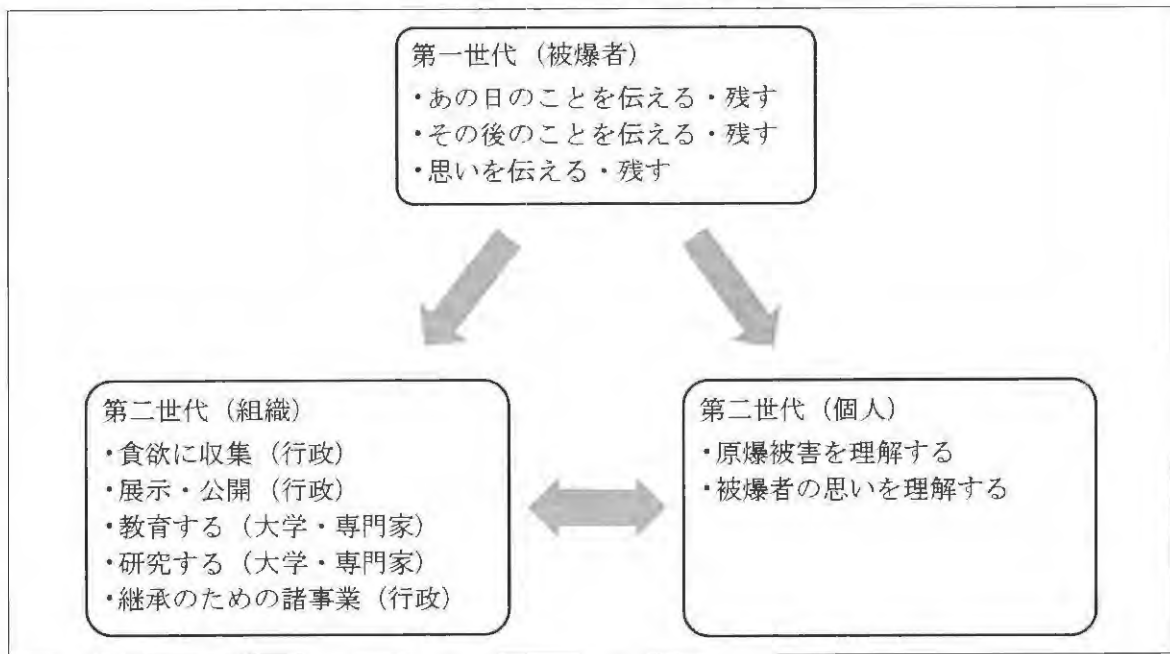 第一世代（被爆者）
・あの日のことを伝える・残す
・その後のことを伝える・残す
・思いを伝える・残す
第二世代（組織）
・貪欲に収集（行政）
・展示・公開（行政）
・教育する（大学・専門家）
・研究する（大学・専門家）
・継承のための諸事業（行政）
第二世代（個人）
・原爆被害を理解する
・被爆者の思いを理解する